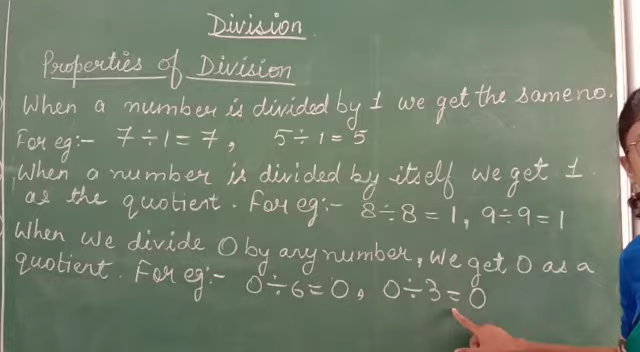 Division
Properties of Division
When a number is divided by 1 we get the same no.
For eg:- 7÷1=7, 5÷1=5
When a number is divided by itself we get 1
as the quotient. For eg:- 8÷8=1, 9÷9=1
When we divide 0 by any number, we get 0 as a
quotient. For eg:- 0÷6=0, 0÷3=0